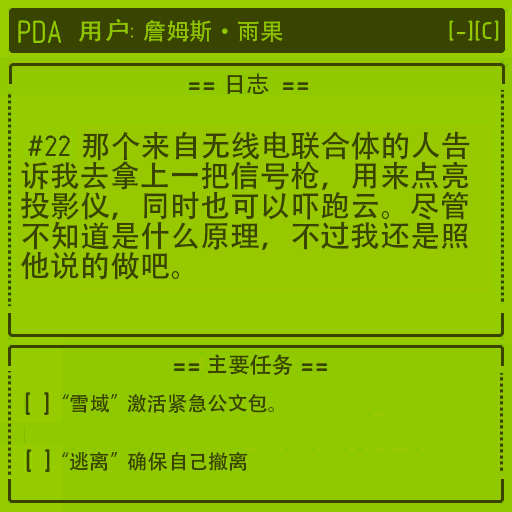 PDA 用户: 詹姆斯·雨果 [-][C]
== 日志 ==
#22 那个来自无线电联合体的人告
诉我去拿上一把信号枪，用来点亮
投影仪，同时也可以吓跑云。尽管
不知道是什么原理，不过我还是照
他说的做吧。
== 主要任务 ==
[ ] “雪域” 激活紧急公文包。
[ ] “逃离” 确保自己撤离